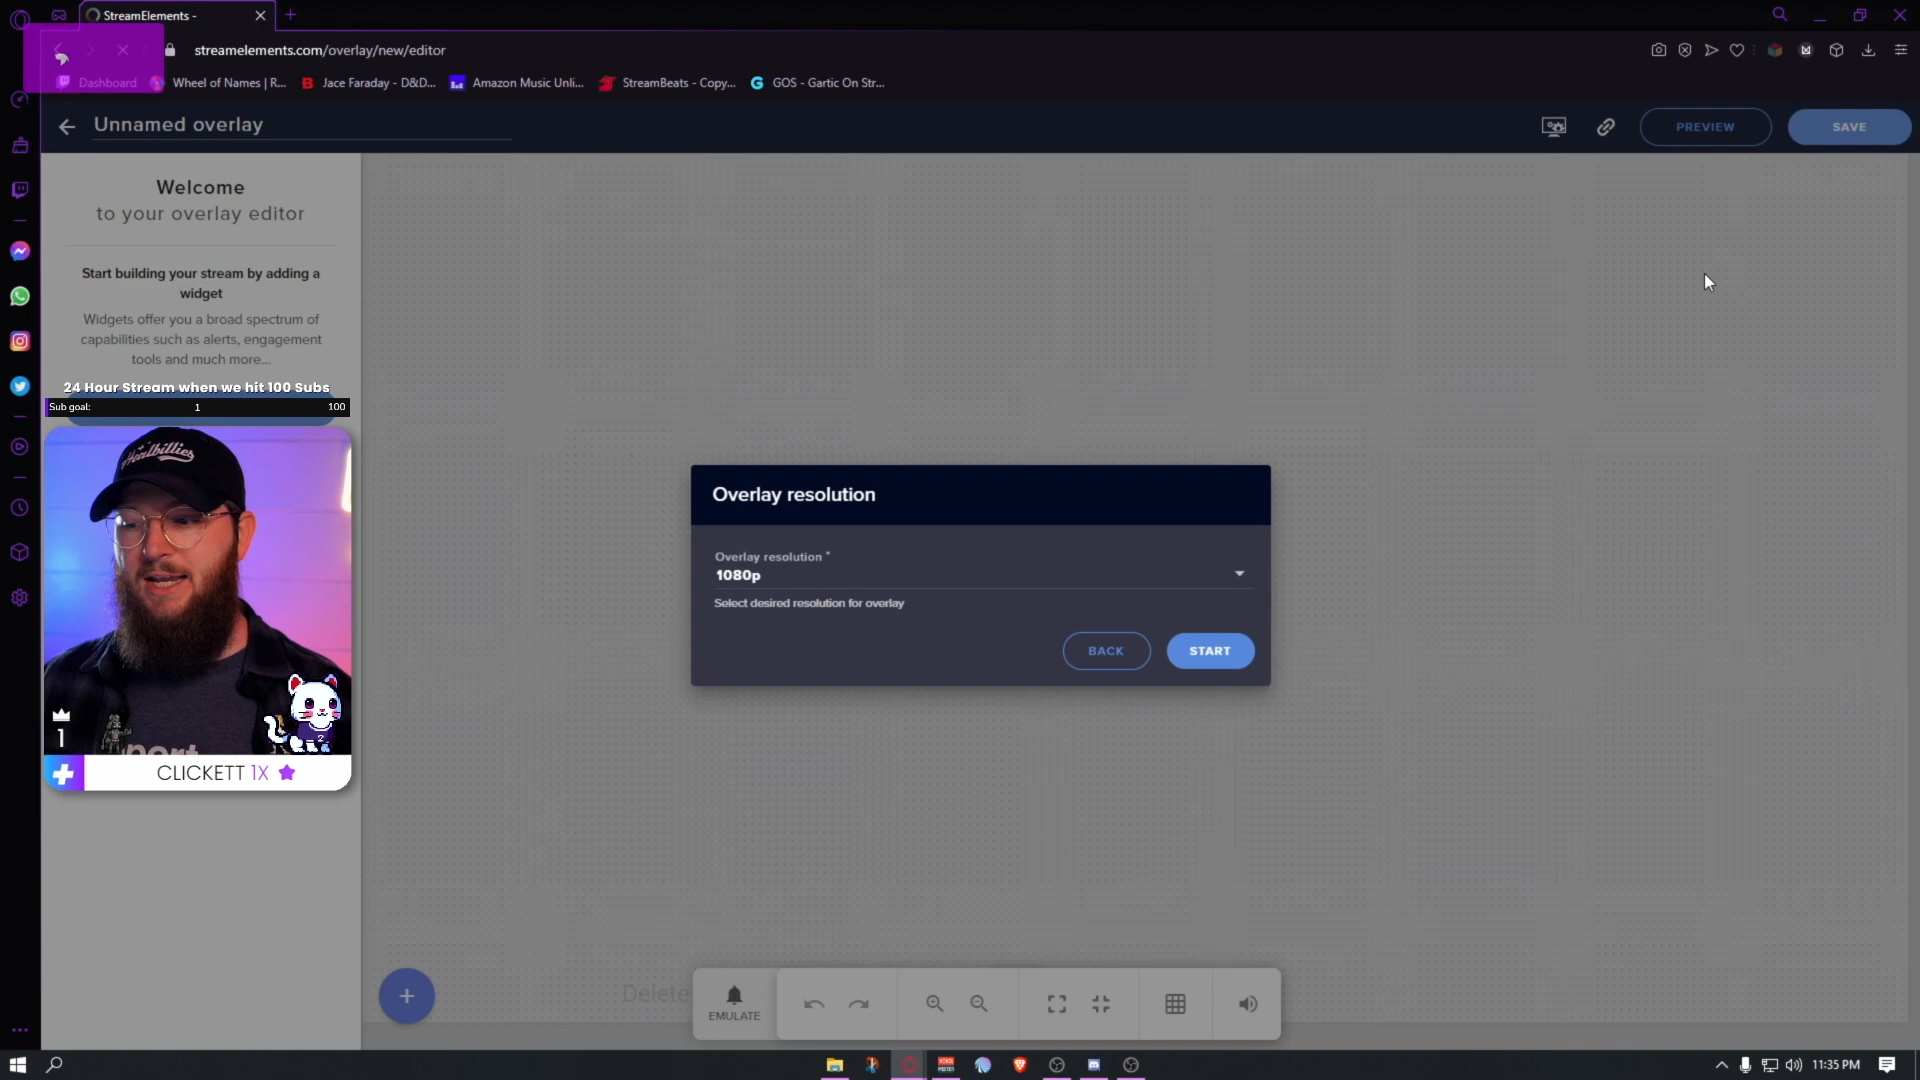 StreamElements -
streamelements.com/overlay/new/editor
Dashboard
Wheel of Names | R...
Jace Faraday - D&D...
Amazon Music Unli...
StreamBeats - Copy...
GOS - Gartic On Str...
Unnamed overlay
PREVIEW
SAVE
Welcome
to your overlay editor
Start building your stream by adding a
widget
Widgets offer you a broad spectrum of
capabilities such as alerts, engagement
tools and much more...
24 Hour Stream when we hit 100 Subs
Sub goal:
1
100
Overlay resolution
Overlay resolution *
1080p
Select desired resolution for overlay
BACK
START
1
CLICKETT 1X
Delete
EMULATE
11:35 PM